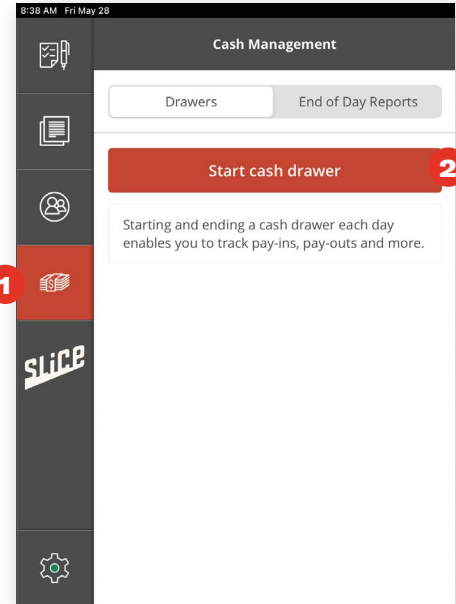 8:38 AM Fri May 28
Cash Management
Drawers
End of Day Reports
Start cash drawer
2
Starting and ending a cash drawer each day
enables you to track pay-ins, pay-outs and more.
1
SLiCE